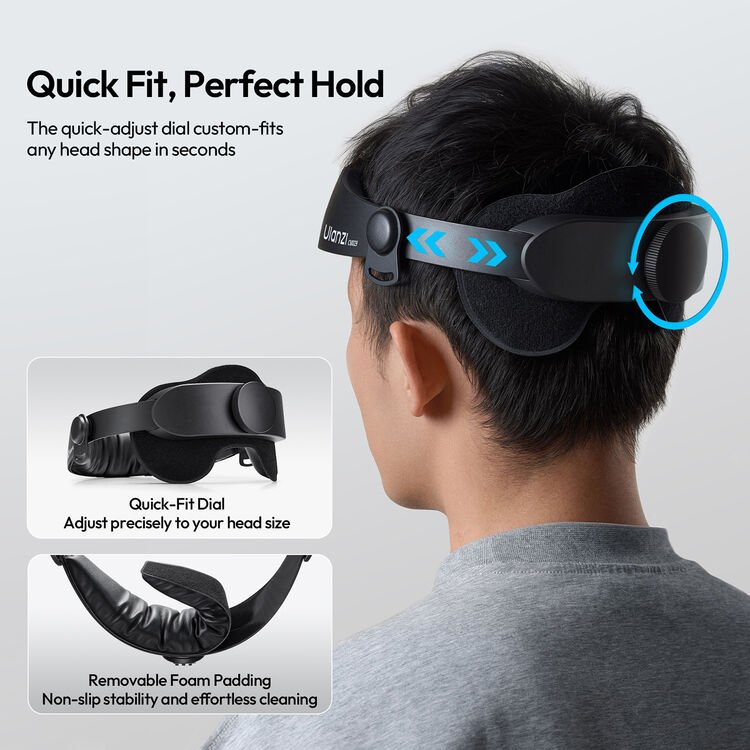 Quick Fit, Perfect Hold
The quick-adjust dial custom-fits
any head shape in seconds
Ulanzi CM029
Quick-Fit Dial
Adjust precisely to your head size
Removable Foam Padding
Non-slip stability and effortless cleaning